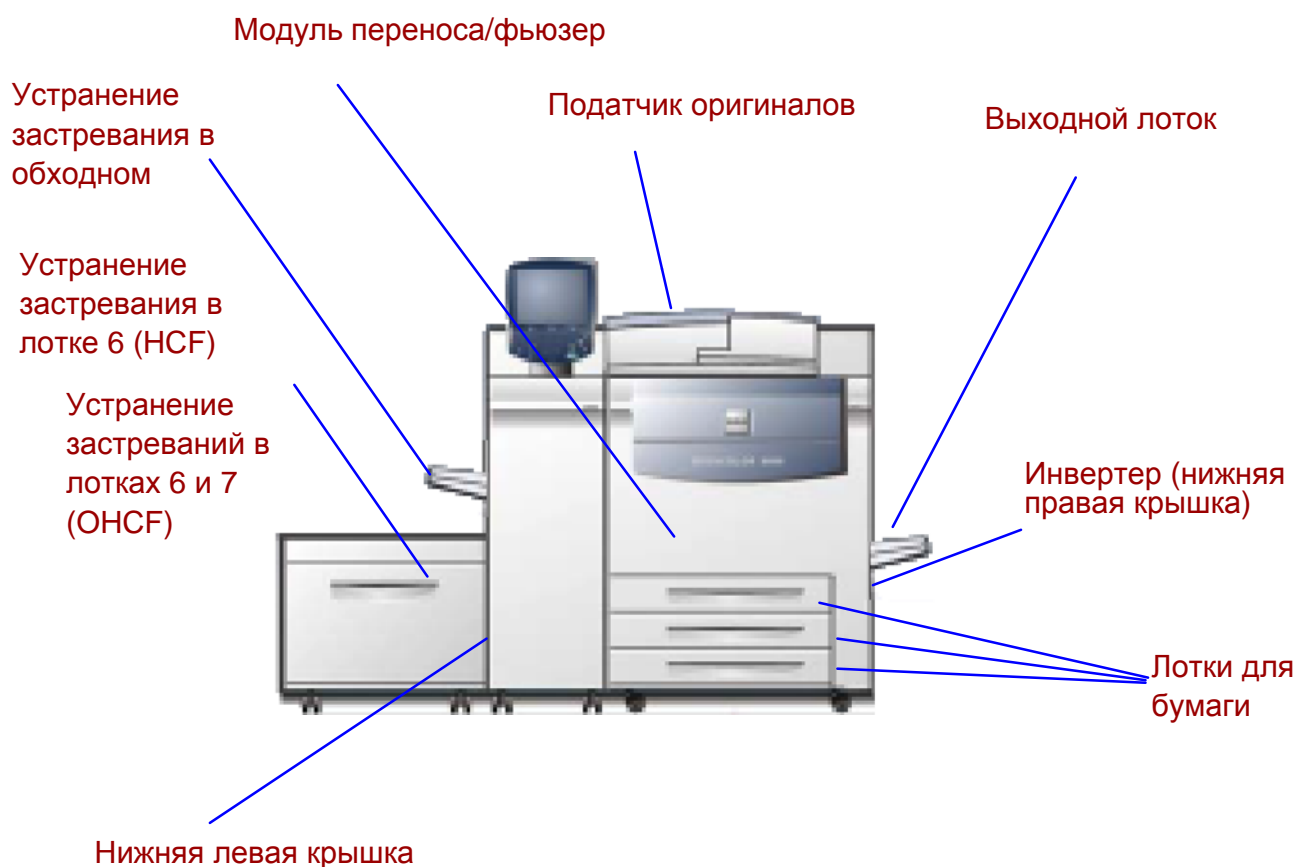 Модуль переноса/фьюзер
Устранение
застревания в
обходном
Податчик оригиналов
Выходной лоток
Устранение
застревания в
лотке 6 (HCF)
Устранение
застреваний в
лотках 6 и 7
(OHCF)
Инвертер (нижняя
правая крышка)
Лотки для
бумаги
Нижняя левая крышка